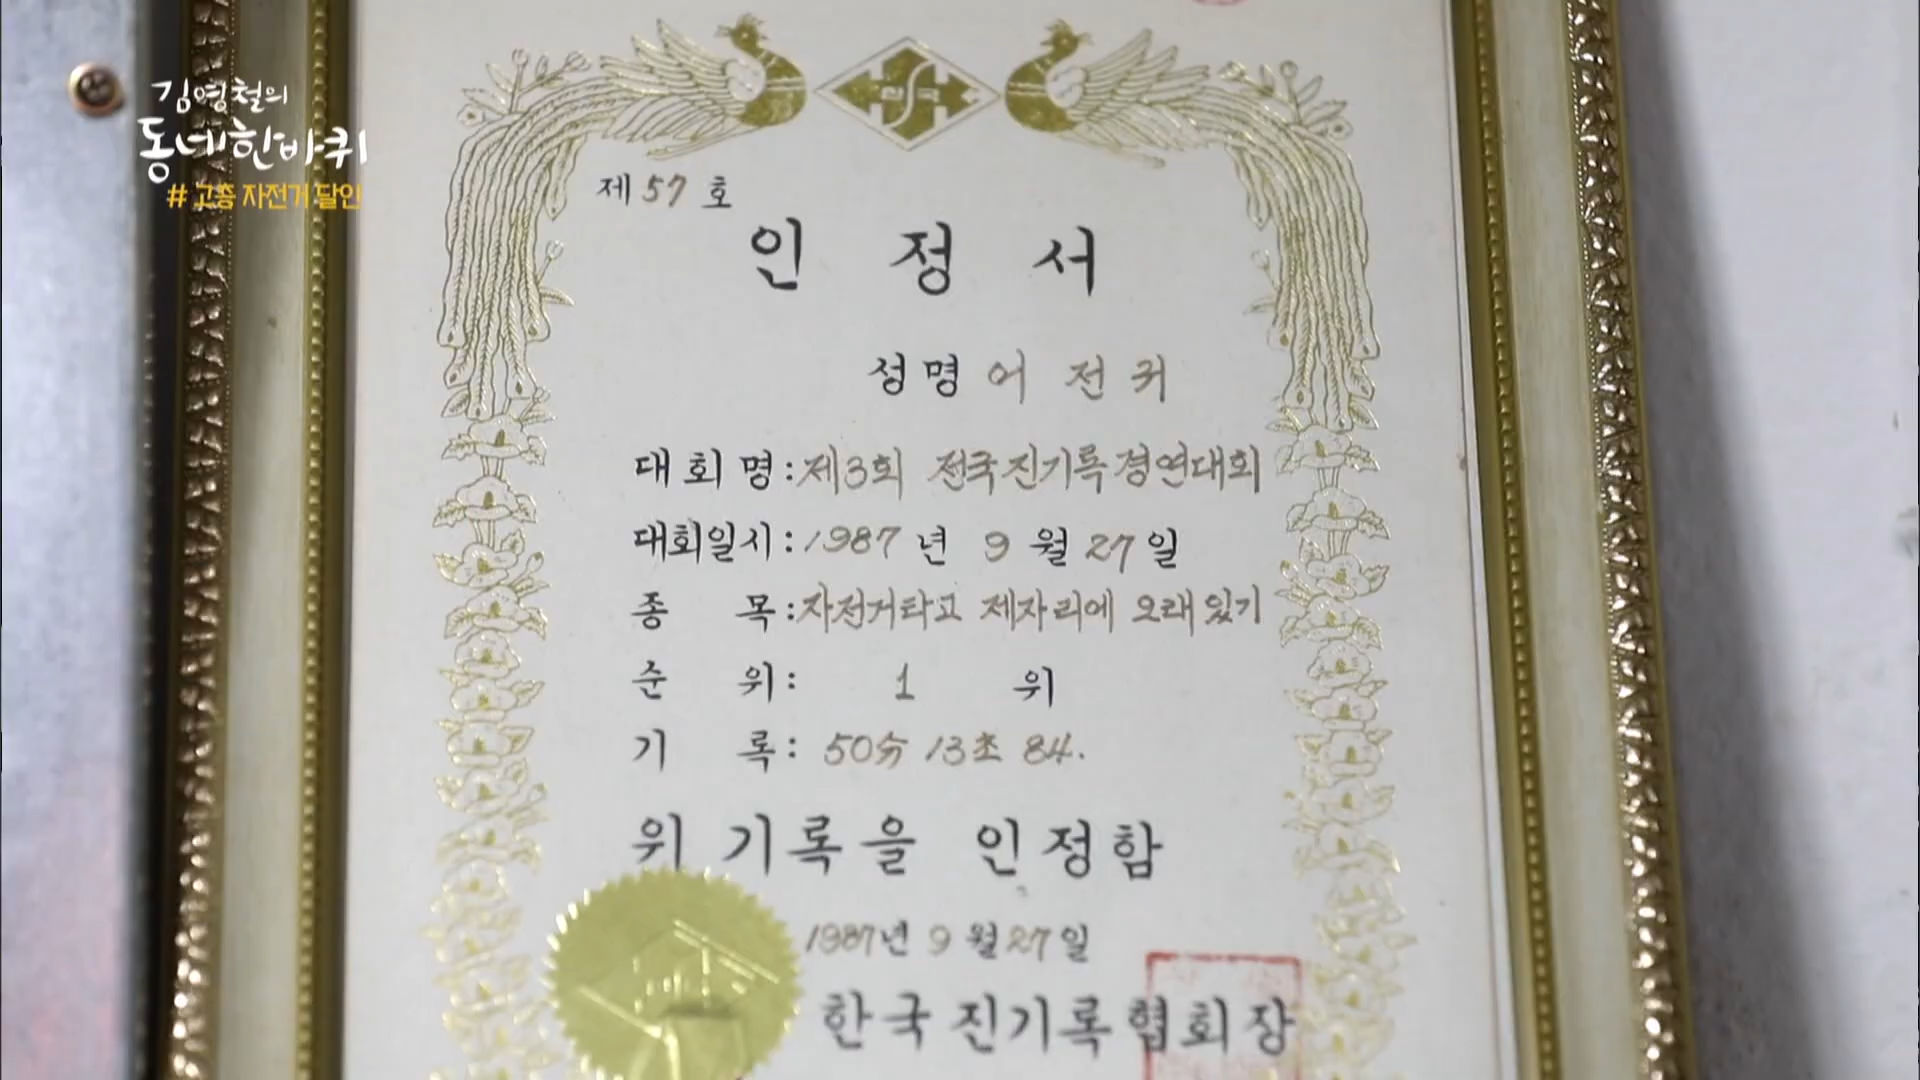 김영철의
동네한바퀴
# 고층 자전거 달인
제 57 호
인 정 서
성명 어 전 귀
대 회 명 : 제3회 전국진기록경연대회
대회일시 : 1987 년 9 월 27 일
종 목 : 자전거타고 제자리에 오래있기
순 위 : 1 위
기 록 : 50分 13초 84.
위 기록을 인정함
1987년 9 월 27 일
한국진기록협회장